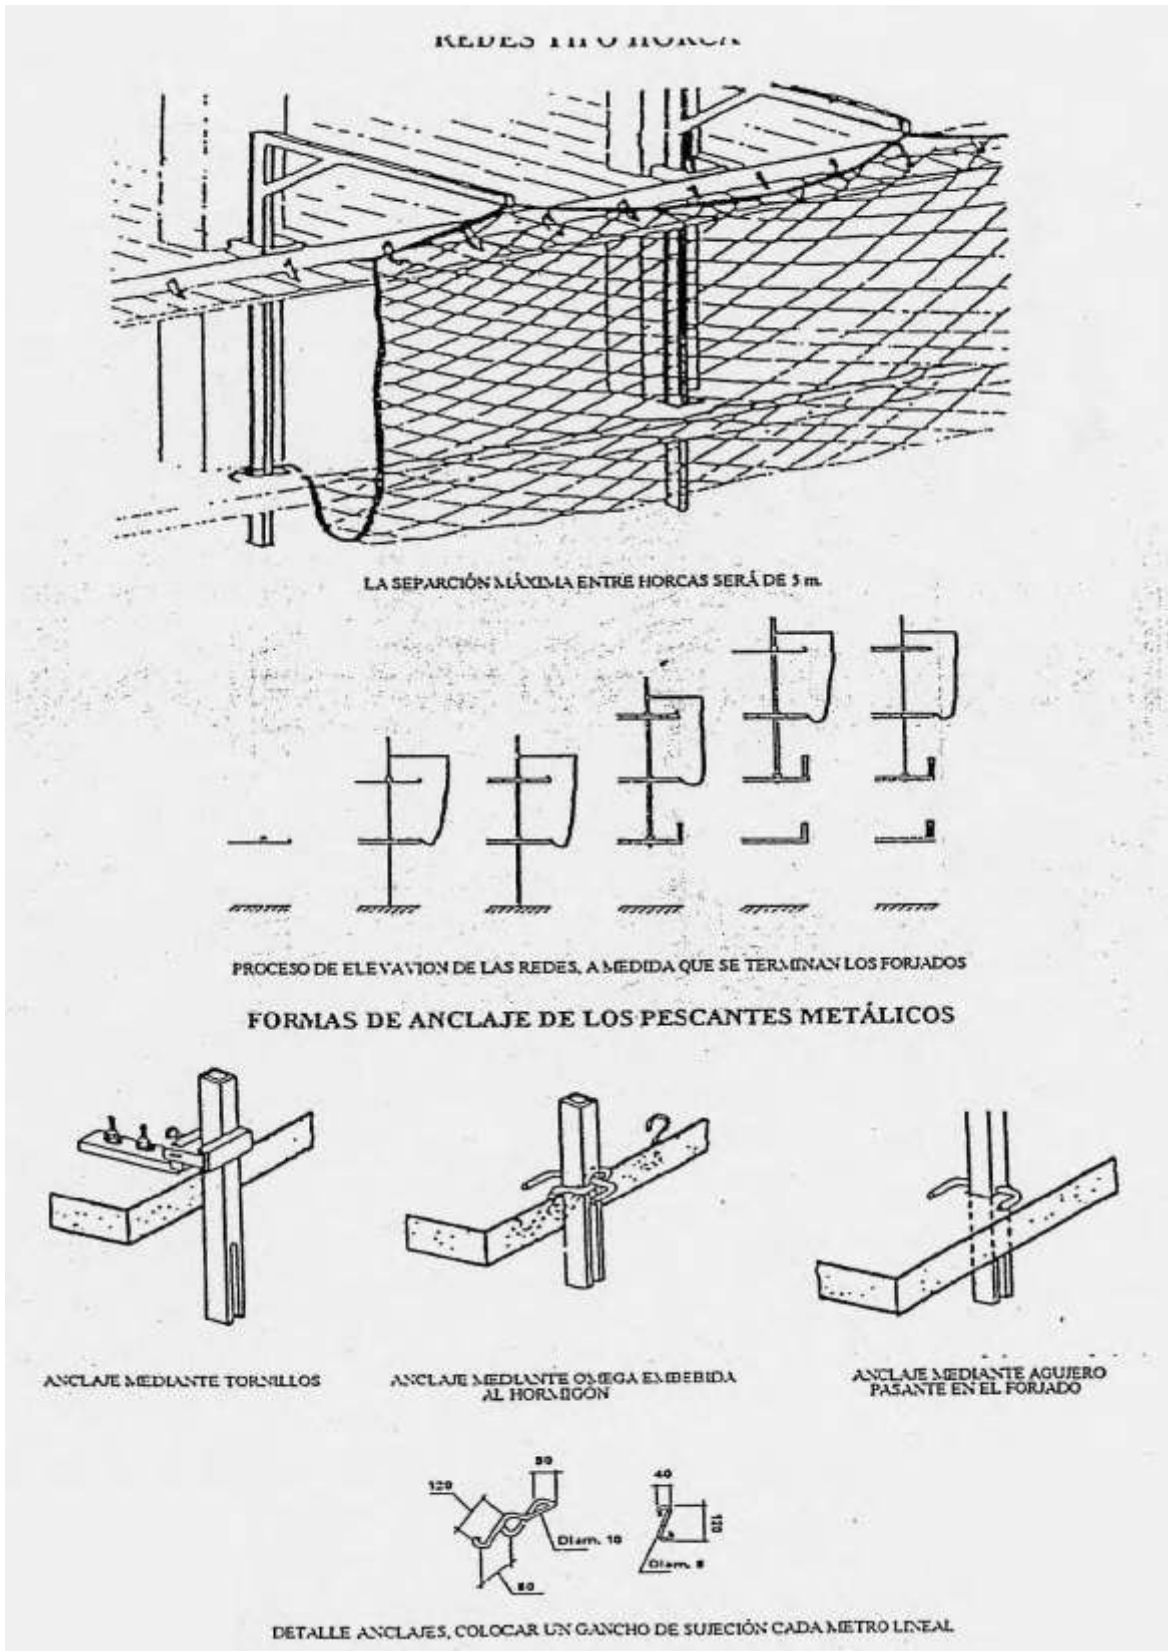 REDES TIPO HORCA
LA SEPARCIÓN MÁXIMA ENTRE HORCAS SERÁ DE 5 m.
PROCESO DE ELEVAVION DE LAS REDES, A MEDIDA QUE SE TERMINAN LOS FORJADOS
FORMAS DE ANCLAJE DE LOS PESCANTES METÁLICOS
ANCLAJE MEDIANTE TORNILLOS
ANCLAJE MEDIANTE OMEGA EMBEBIDA
AL HORMIGÓN
ANCLAJE MEDIANTE AGUJERO
PASANTE EN EL FORJADO
120
50
Diam. 10
80
40
120
Diam. 8
DETALLE ANCLAJES, COLOCAR UN GANCHO DE SUJECIÓN CADA METRO LINEAL